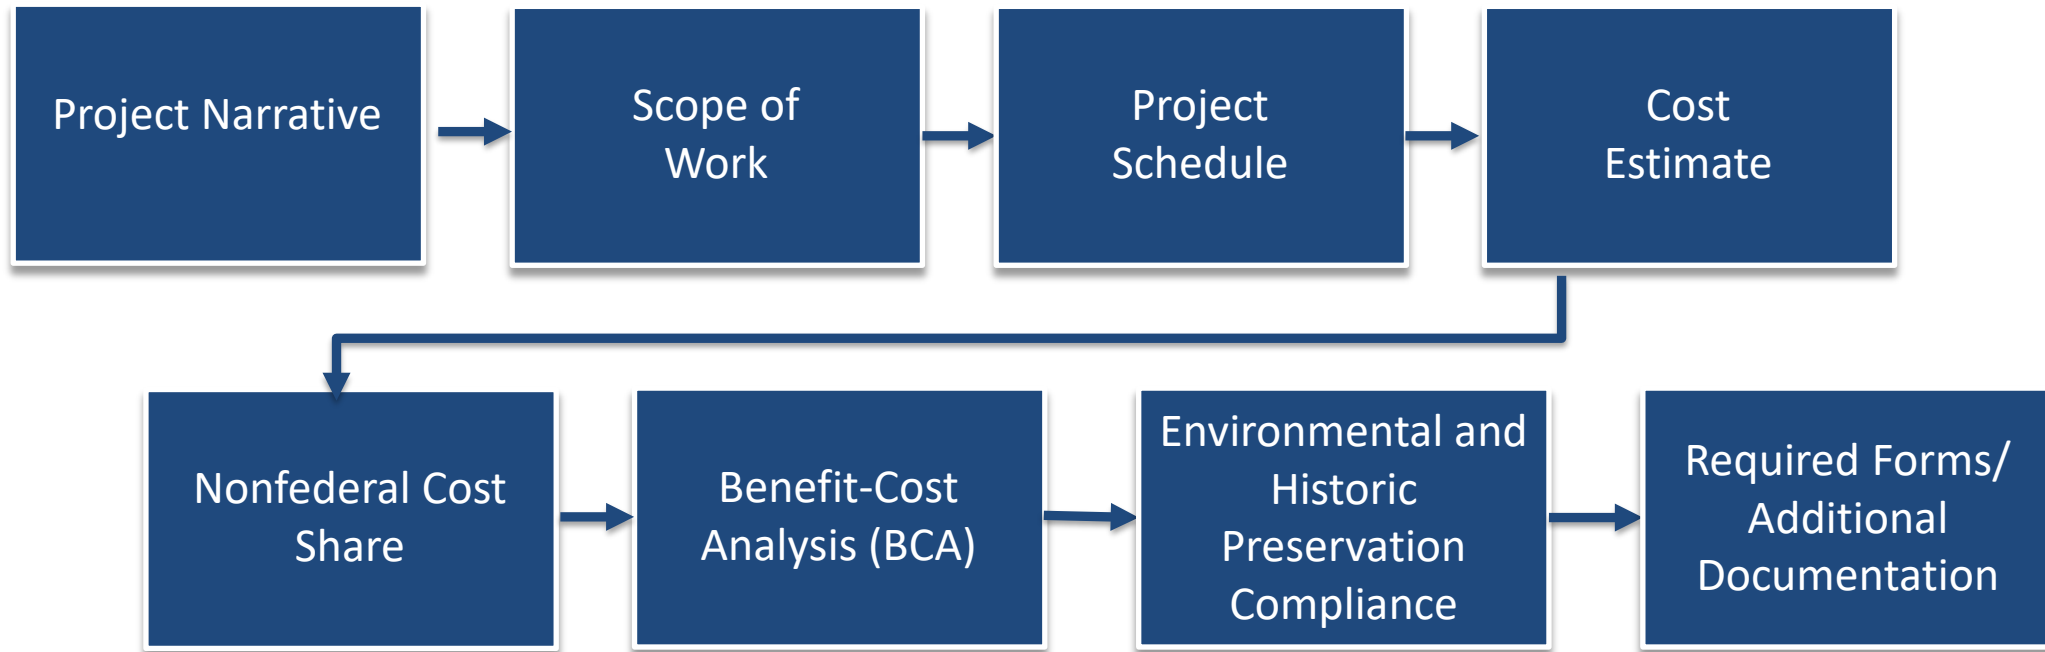 Project Narrative
Scope of
Work
Project
Schedule
Cost
Estimate
Nonfederal Cost
Share
Benefit-Cost
Analysis (BCA)
Environmental and
Historic
Preservation
Compliance
Required Forms/
Additional
Documentation